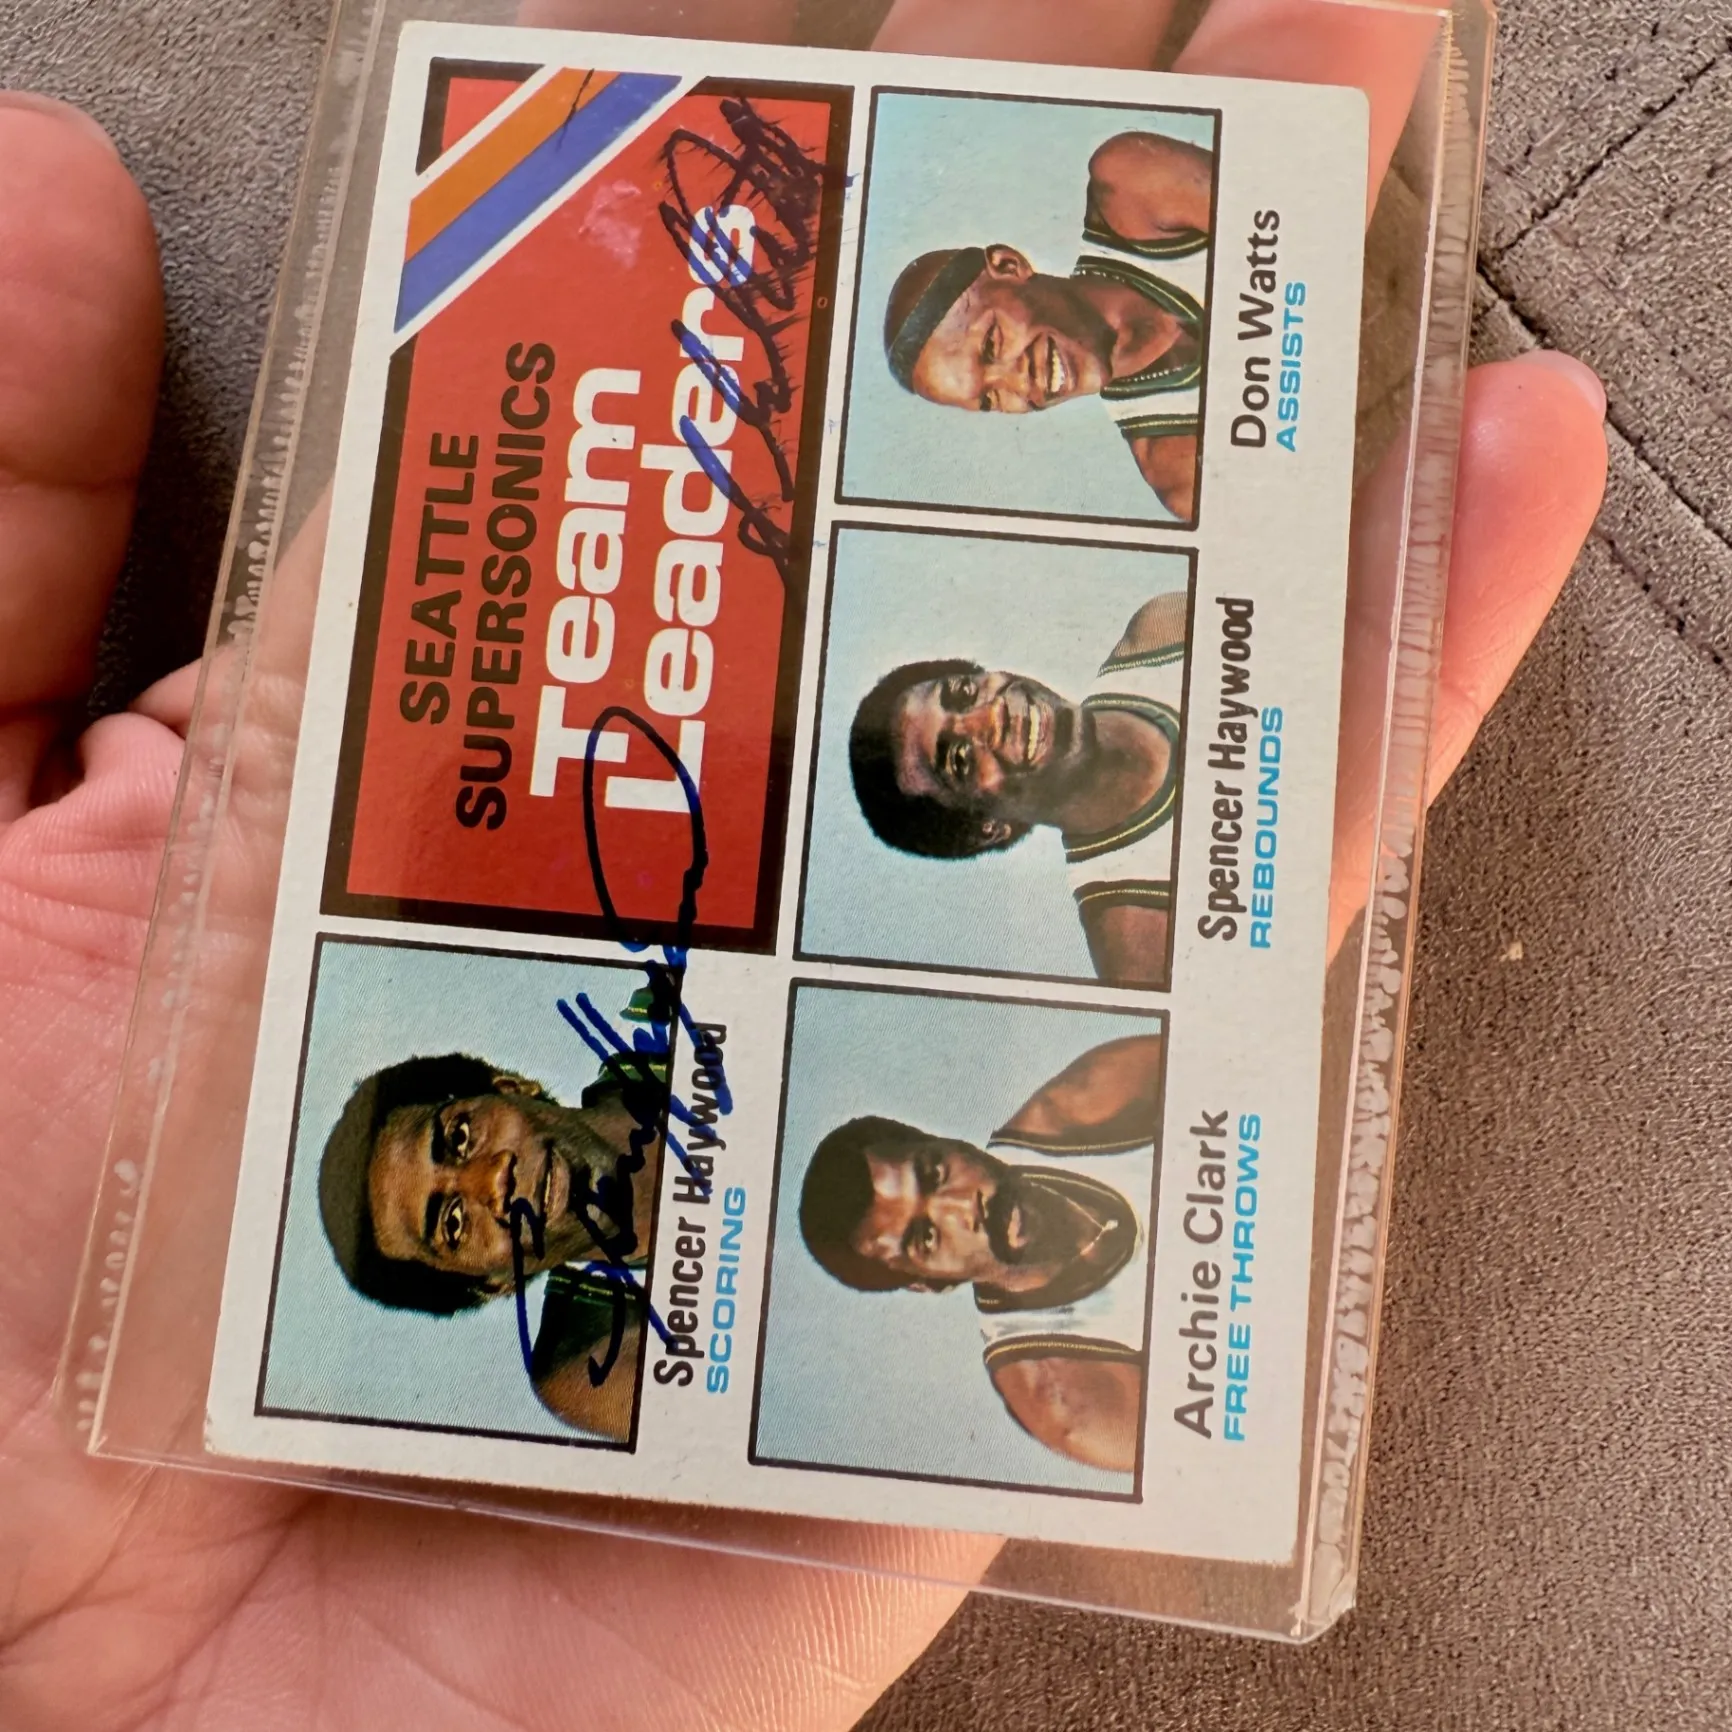 SEATTLE
SUPERSONICS
Team
Leaders
Spencer Haywood
SCORING
Archie Clark
FREE THROWS
Spencer Haywood
REBOUNDS
Don Watts
ASSISTS